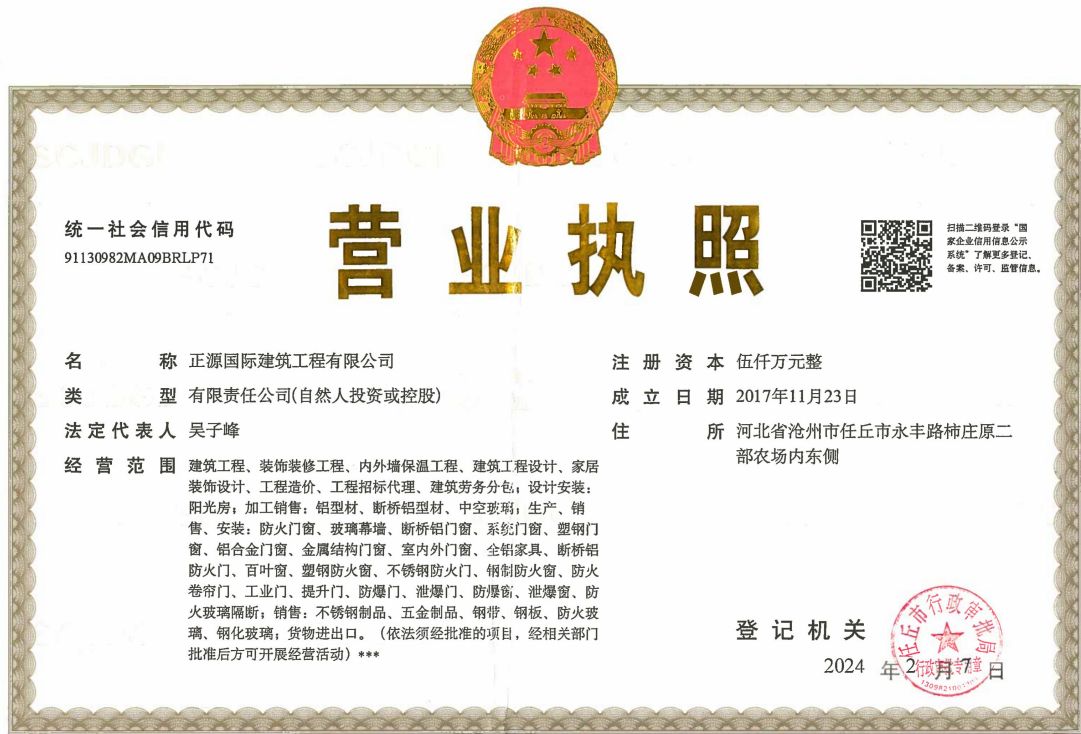 营业执照
统一社会信用代码
91130982MA09BRLP71
扫描二维码登录“国
家企业信用信息公示
系统”了解更多登记、
备案、许可、监管信息。
名称 正源国际建筑工程有限公司
类型 有限责任公司(自然人投资或控股)
法定代表人 吴子峰
经营范围 建筑工程、装饰装修工程、内外墙保温工程、建筑工程设计、家居
装饰设计、工程造价、工程招标代理、建筑劳务分包；设计安装：
阳光房；加工销售：铝型材、断桥铝型材、中空玻璃；生产、销
售、安装：防火门窗、玻璃幕墙、断桥铝门窗、系统门窗、塑钢门
窗、铝合金门窗、金属结构门窗、室内外门窗、全铝家具、断桥铝
防火门、百叶窗、塑钢防火窗、不锈钢防火门、钢制防火窗、防火
卷帘门、工业门、提升门、防爆门、泄爆门、防爆窗、泄爆窗、防
火玻璃隔断；销售：不锈钢制品、五金制品、钢带、钢板、防火玻
璃、钢化玻璃；货物进出口。（依法须经批准的项目，经相关部门
批准后方可开展经营活动）***
注册资本 伍仟万元整
成立日期 2017年11月23日
住所 河北省沧州市任丘市永丰路柿庄原二
部农场内东侧
登记机关
2024 年 2 月 7 日
任丘市行政审批局
行政审批专用章